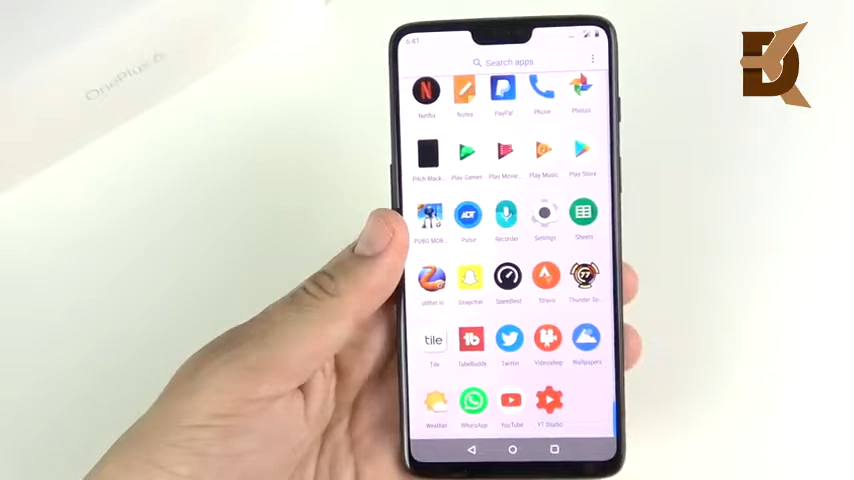 OnePlus 6
6:41
Search apps
Netflix Notes PayPal Phone Photos
Pitch Black... Play Games Play Movie... Play Music Play Store
PUBG MOB... Pulse Recorder Settings Sheets
slither.io Snapchat Speedtest Strava Thunder Sp...
Tile TubeBuddy Twitter Videoshop Wallpapers
Weather WhatsApp YouTube YT Studio